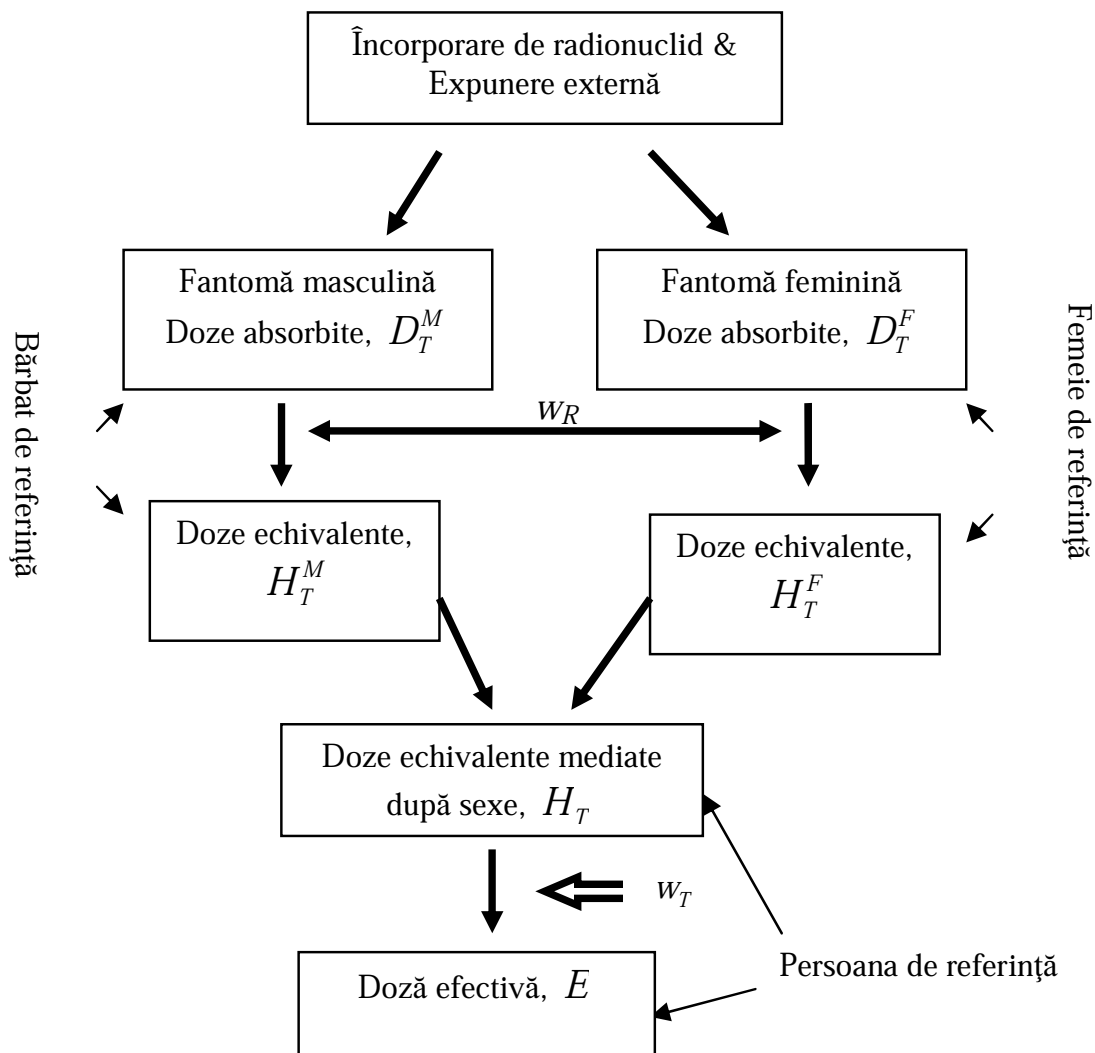 Încorporare de radionuclid &
Expunere externă
Fantomă masculină
Doze absorbite, $D_T^M$
Fantomă feminină
Doze absorbite, $D_T^F$
Bărbat de referinţă
Femeie de referinţă
$w_R$
Doze echivalente,
$H_T^M$
Doze echivalente,
$H_T^F$
Doze echivalente mediate
după sexe, $H_T$
$w_T$
Persoana de referinţă
Doză efectivă, $E$